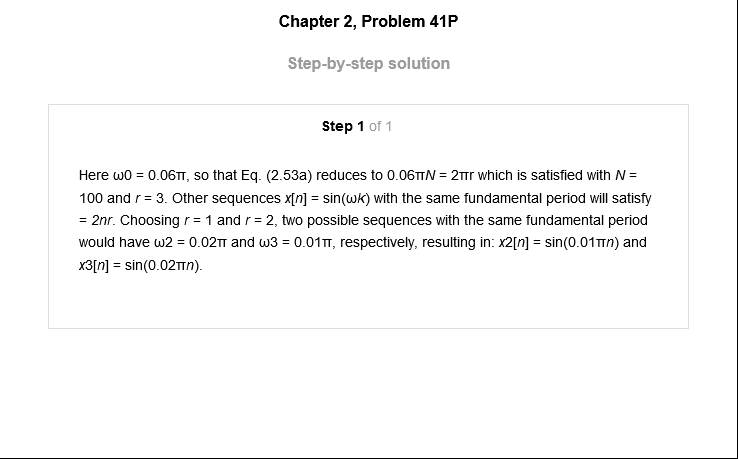 Chapter 2, Problem 41P
Step-by-step solution
Step 1 of 1
Here ω0 = 0.06π, so that Eq. (2.53a) reduces to 0.06πN = 2πr which is satisfied with N =
100 and r = 3. Other sequences x[n] = sin(ωk) with the same fundamental period will satisfy
= 2nr. Choosing r = 1 and r = 2, two possible sequences with the same fundamental period
would have ω2 = 0.02π and ω3 = 0.01π, respectively, resulting in: x2[n] = sin(0.01πn) and
x3[n] = sin(0.02πn).